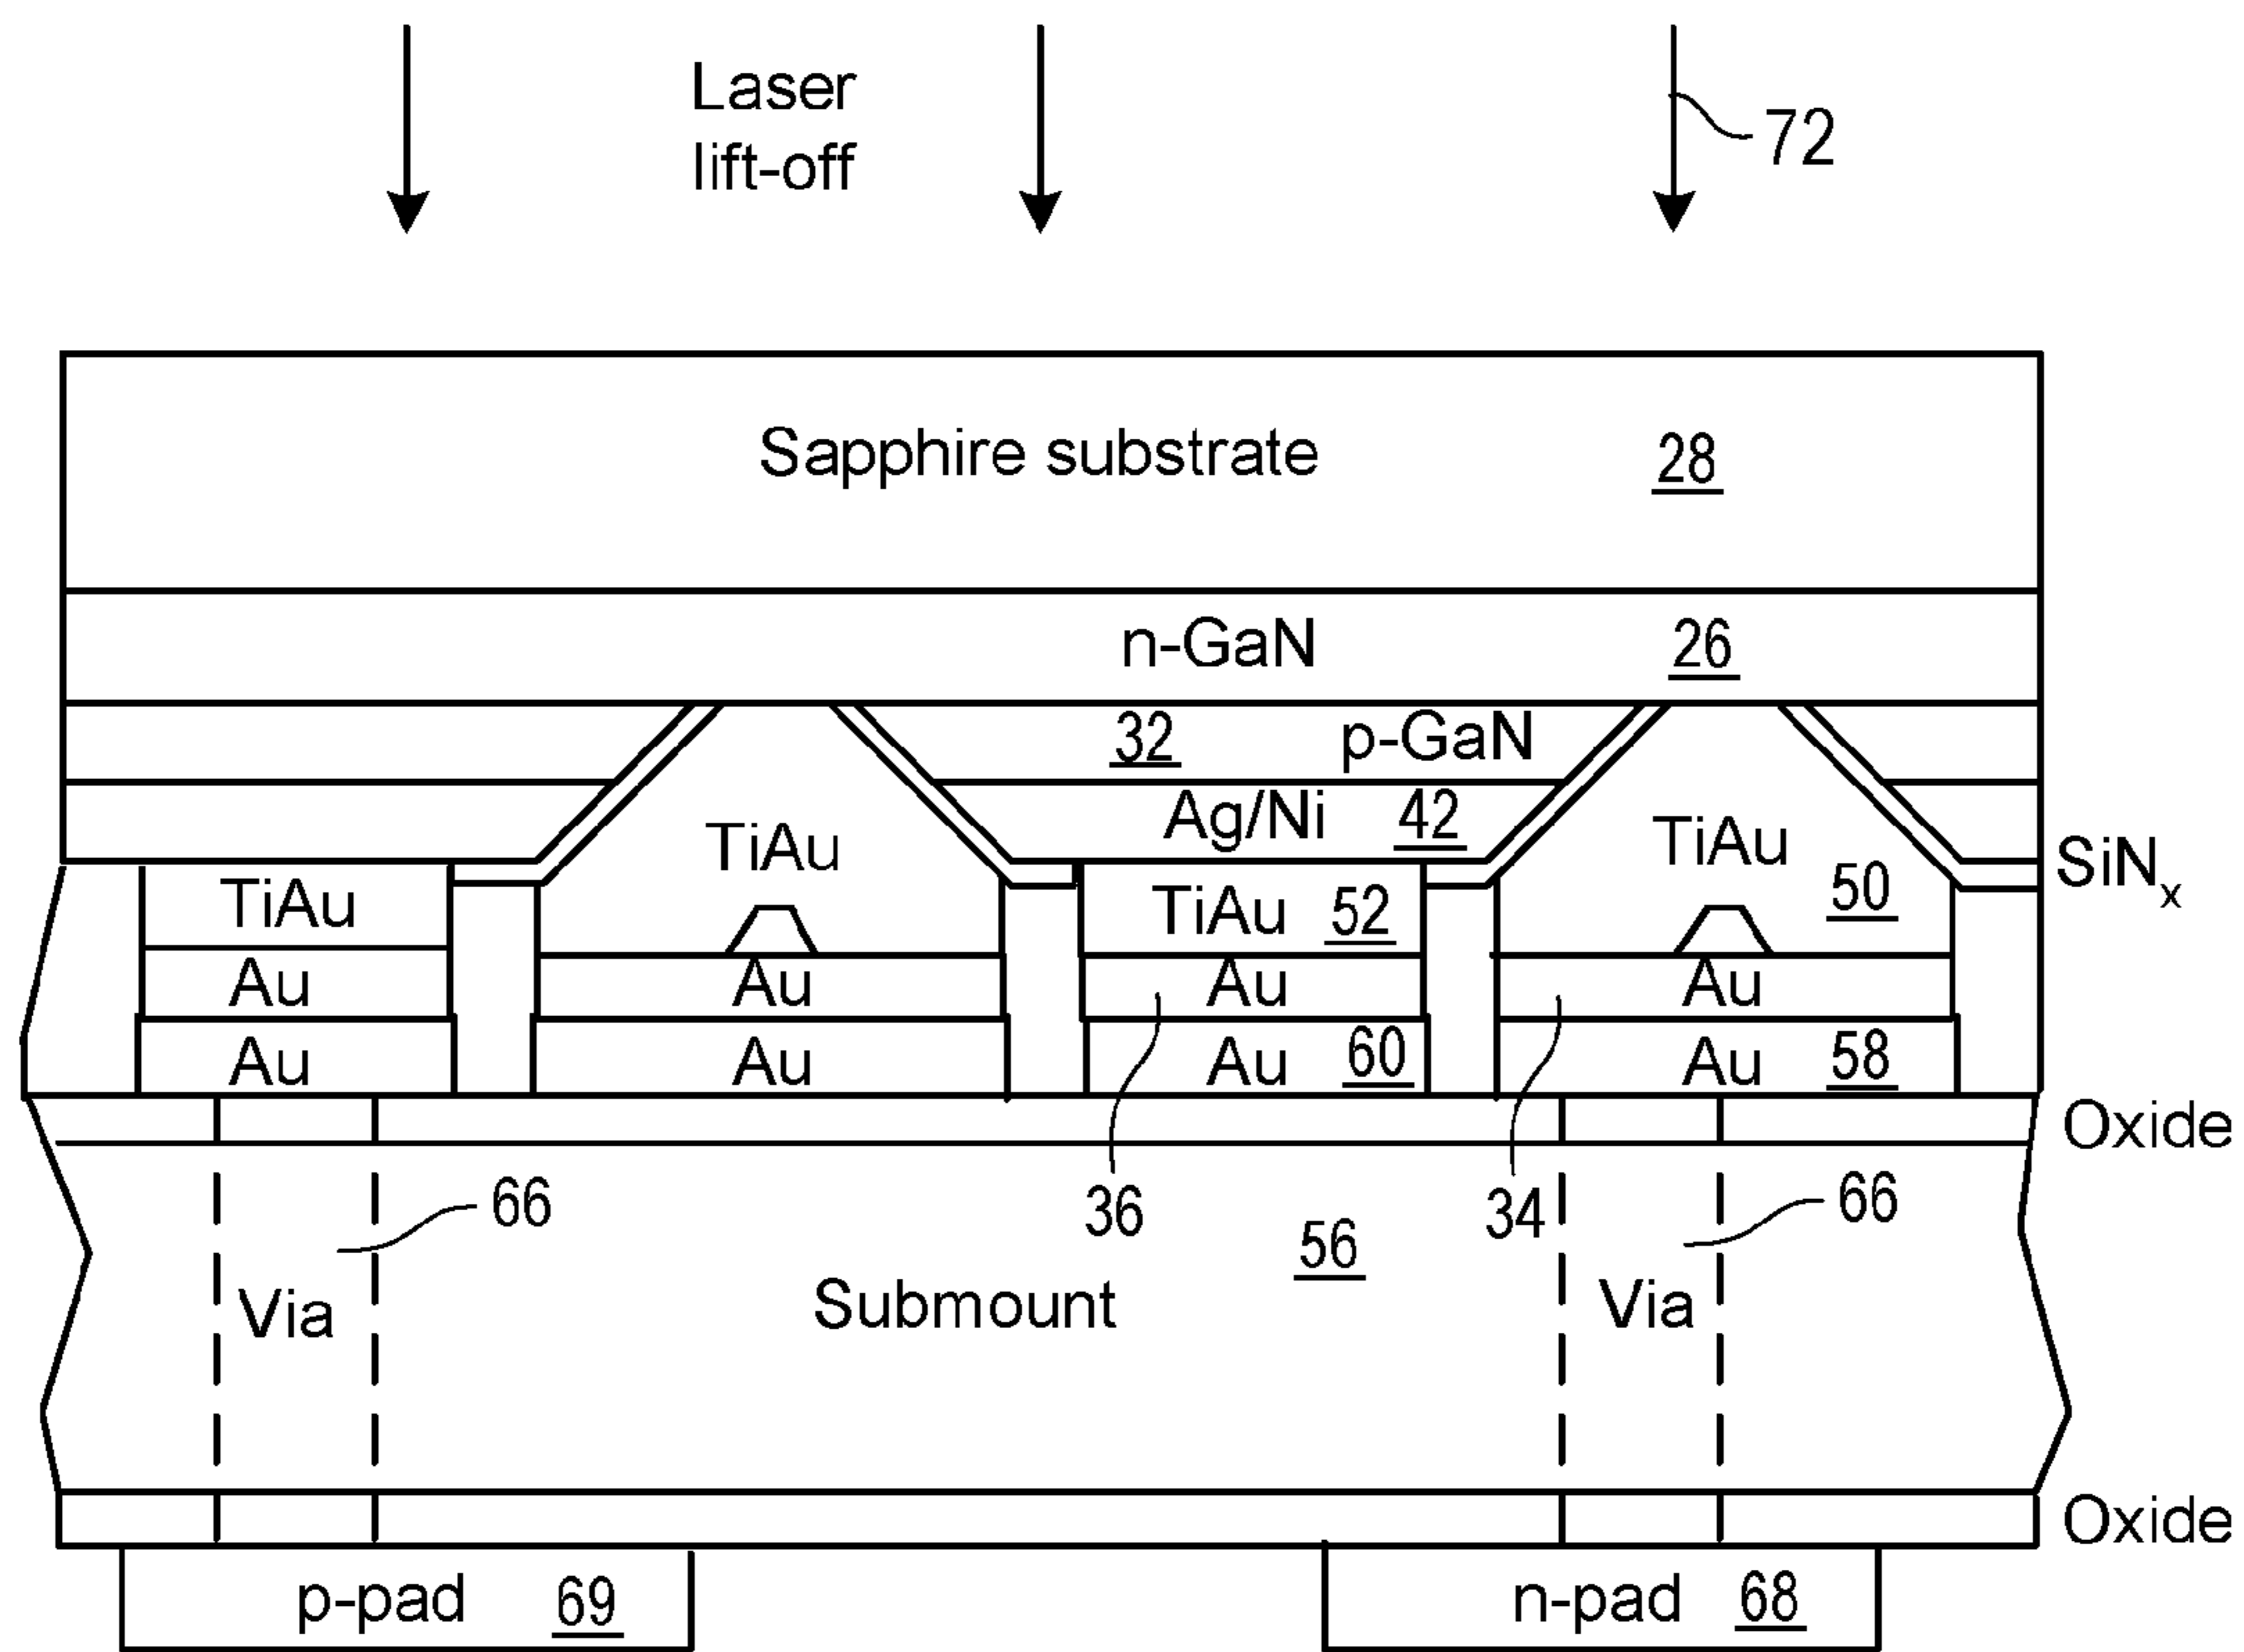 Laser
lift-off
72
Sapphire substrate 28
n-GaN 26
32 p-GaN
Ag/Ni 42
TiAu
TiAu
SiNₓ
TiAu
TiAu 52
50
Au
Au
Au
Au
Au
Au
Au 60
Au 58
Oxide
66
36
34
66
56
Via
Submount
Via
Oxide
p-pad 69
n-pad 68